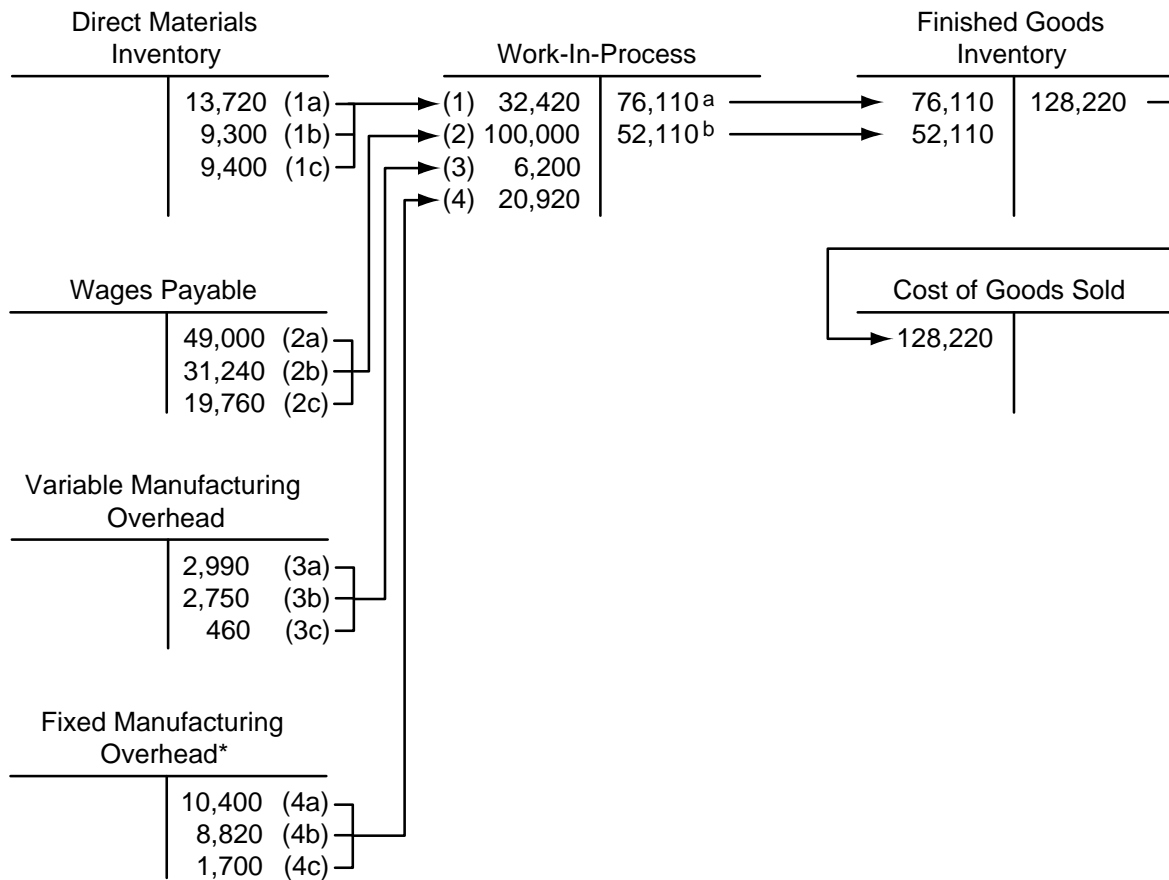 Direct Materials
Inventory
13,720 (1a)
9,300 (1b)
9,400 (1c)
Work-In-Process
(1) 32,420 76,110 a
(2) 100,000 52,110 b
(3) 6,200
(4) 20,920
Finished Goods
Inventory
76,110 128,220
52,110
Wages Payable
49,000 (2a)
31,240 (2b)
19,760 (2c)
Cost of Goods Sold
128,220
Variable Manufacturing
Overhead
2,990 (3a)
2,750 (3b)
460 (3c)
Fixed Manufacturing
Overhead*
10,400 (4a)
8,820 (4b)
1,700 (4c)